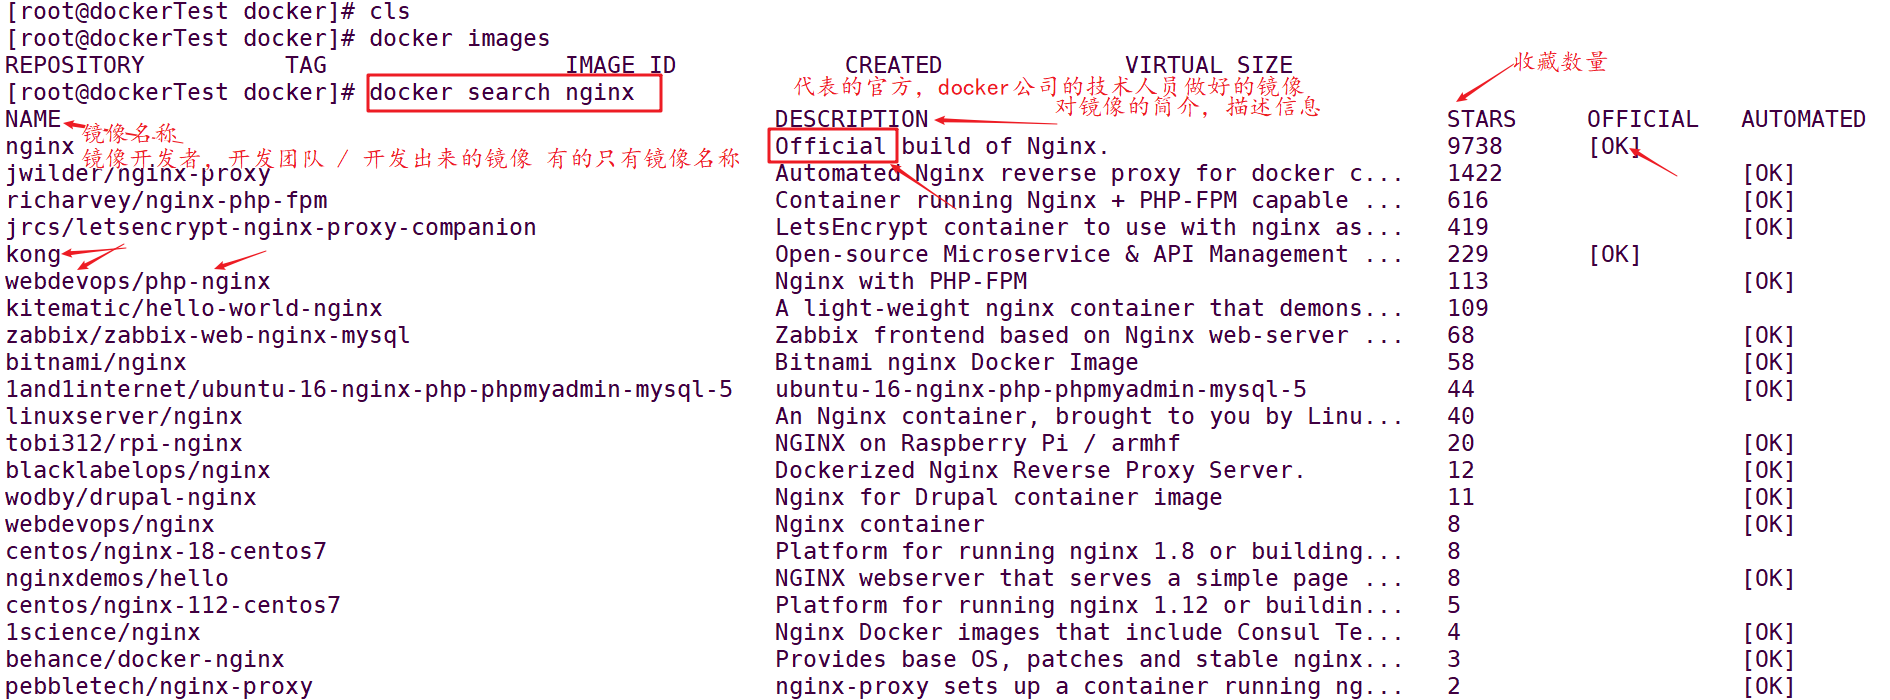 [root@dockerTest docker]# cls
[root@dockerTest docker]# docker images
REPOSITORY TAG IMAGE ID CREATED VIRTUAL SIZE
收藏数量
[root@dockerTest docker]# docker search nginx
代表的官方，docker公司的技术人员做好的镜像
对镜像的简介，描述信息
NAME DESCRIPTION STARS OFFICIAL AUTOMATED
镜像名称
nginx Official build of Nginx. 9738 [OK]
镜像开发者，开发团队 / 开发出来的镜像 有的只有镜像名称
jwilder/nginx-proxy Automated Nginx reverse proxy for docker c... 1422 [OK]
richarvey/nginx-php-fpm Container running Nginx + PHP-FPM capable ... 616 [OK]
jrcs/letsencrypt-nginx-proxy-companion LetsEncrypt container to use with nginx as... 419 [OK]
kong Open-source Microservice & API Management ... 229 [OK]
webdevops/php-nginx Nginx with PHP-FPM 113 [OK]
kitematic/hello-world-nginx A light-weight nginx container that demons... 109
zabbix/zabbix-web-nginx-mysql Zabbix frontend based on Nginx web-server ... 68 [OK]
bitnami/nginx Bitnami nginx Docker Image 58 [OK]
1and1internet/ubuntu-16-nginx-php-phpmyadmin-mysql-5 ubuntu-16-nginx-php-phpmyadmin-mysql-5 44 [OK]
linuxserver/nginx An Nginx container, brought to you by Linu... 40
tobi312/rpi-nginx NGINX on Raspberry Pi / armhf 20 [OK]
blacklabelops/nginx Dockerized Nginx Reverse Proxy Server. 12 [OK]
wodby/drupal-nginx Nginx for Drupal container image 11 [OK]
webdevops/nginx Nginx container 8 [OK]
centos/nginx-18-centos7 Platform for running nginx 1.8 or building... 8
nginxdemos/hello NGINX webserver that serves a simple page ... 8 [OK]
centos/nginx-112-centos7 Platform for running nginx 1.12 or buildin... 5
1science/nginx Nginx Docker images that include Consul Te... 4 [OK]
behance/docker-nginx Provides base OS, patches and stable nginx... 3 [OK]
pebbletech/nginx-proxy nginx-proxy sets up a container running ng... 2 [OK]